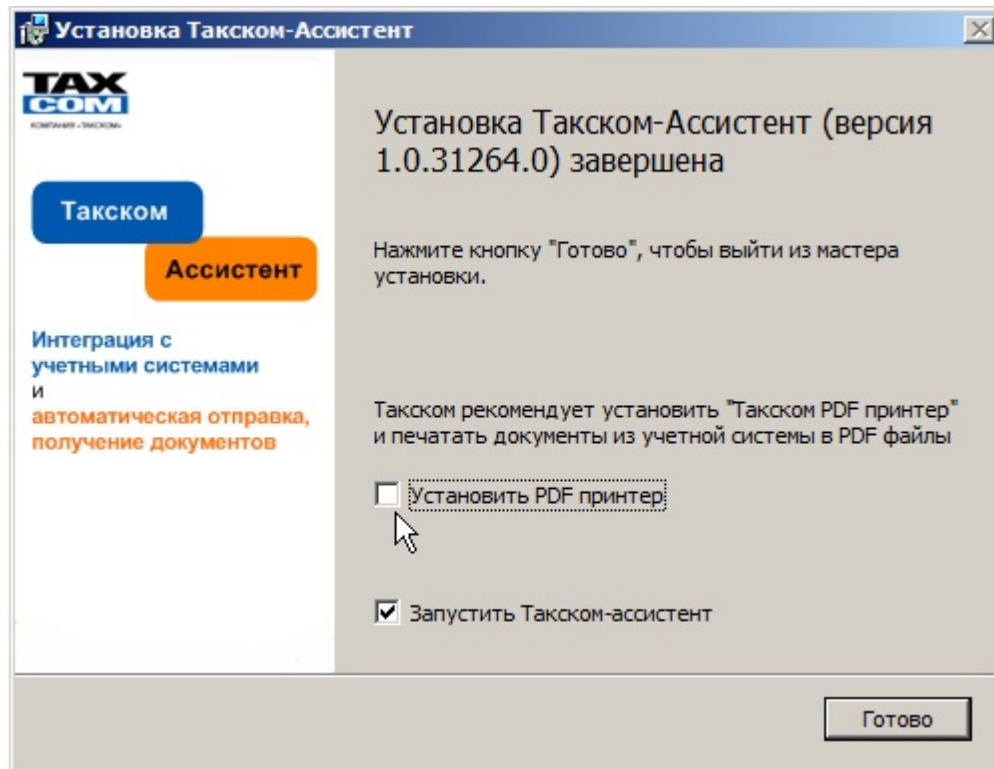 Установка Такском-Ассистент
TAX
COM
КОМПАНИЯ «ТАКСКОМ»
Такском
Ассистент
Интеграция с
учетными системами
и
автоматическая отправка,
получение документов
Установка Такском-Ассистент (версия
1.0.31264.0) завершена
Нажмите кнопку "Готово", чтобы выйти из мастера
установки.
Такском рекомендует установить "Такском PDF принтер"
и печатать документы из учетной системы в PDF файлы
Установить PDF принтер
Запустить Такском-ассистент
Готово